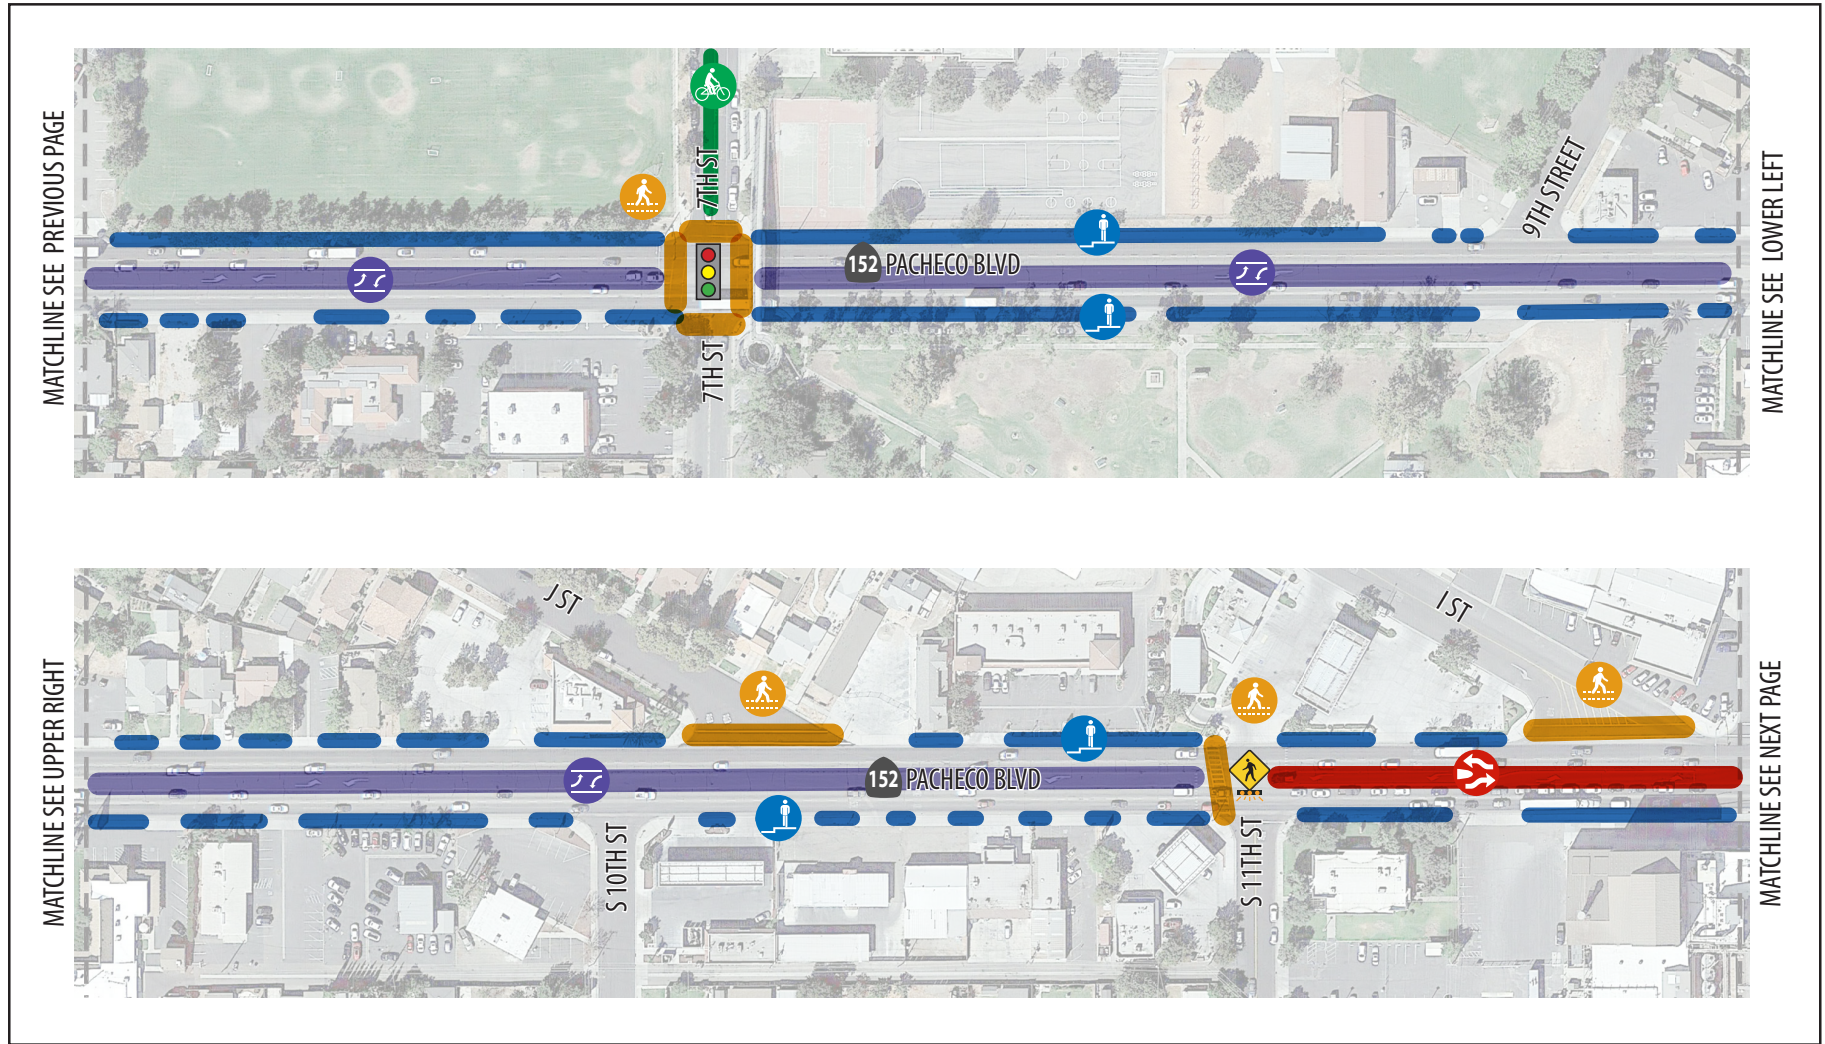 MATCHLINE SEE PREVIOUS PAGE
7TH ST
152 PACHECO BLVD
9TH STREET
7TH ST
MATCHLINE SEE LOWER LEFT
MATCHLINE SEE UPPER RIGHT
J ST
I ST
152 PACHECO BLVD
S 10TH ST
S 11TH ST
MATCHLINE SEE NEXT PAGE